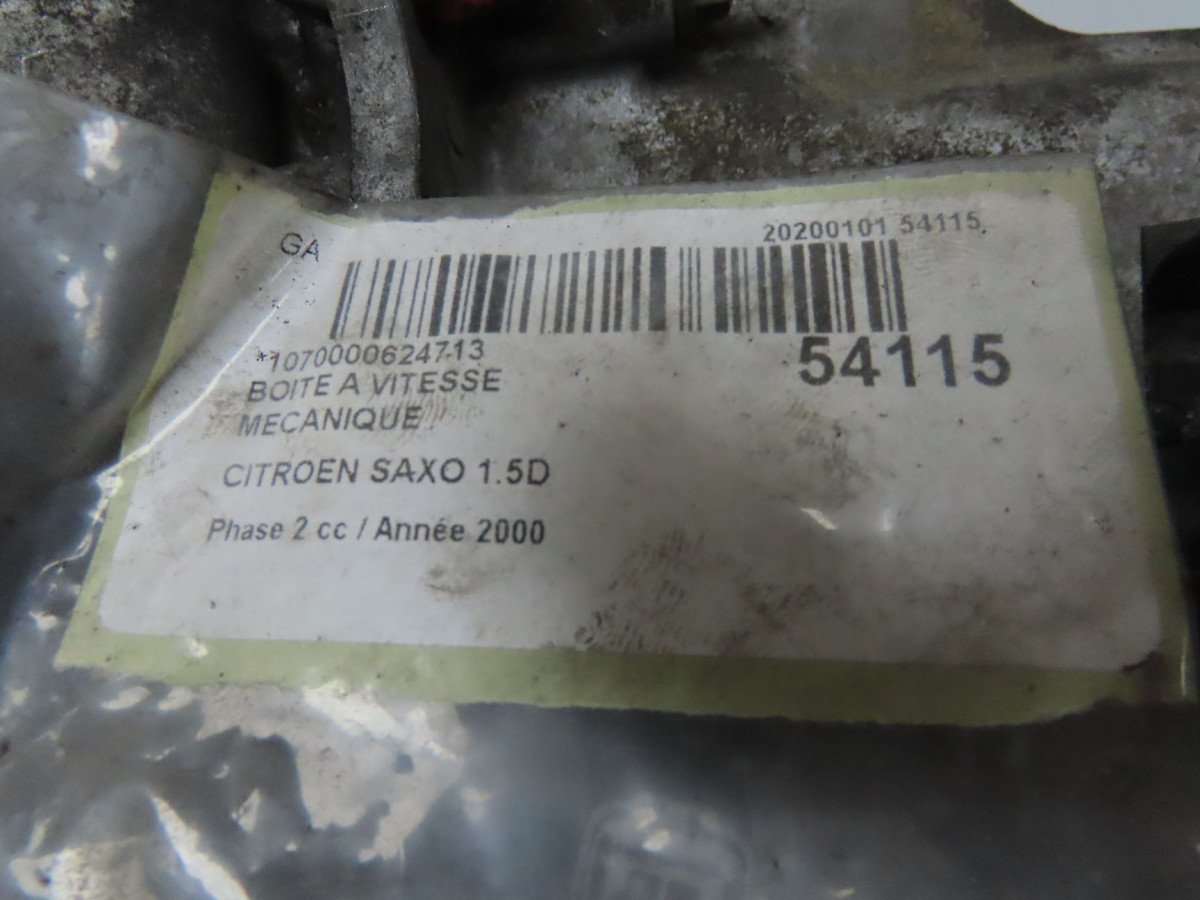 GA
20200101 54115
*1070000624713
54115
BOITE A VITESSE
MECANIQUE
CITROEN SAXO 1.5D
Phase 2 cc / Année 2000